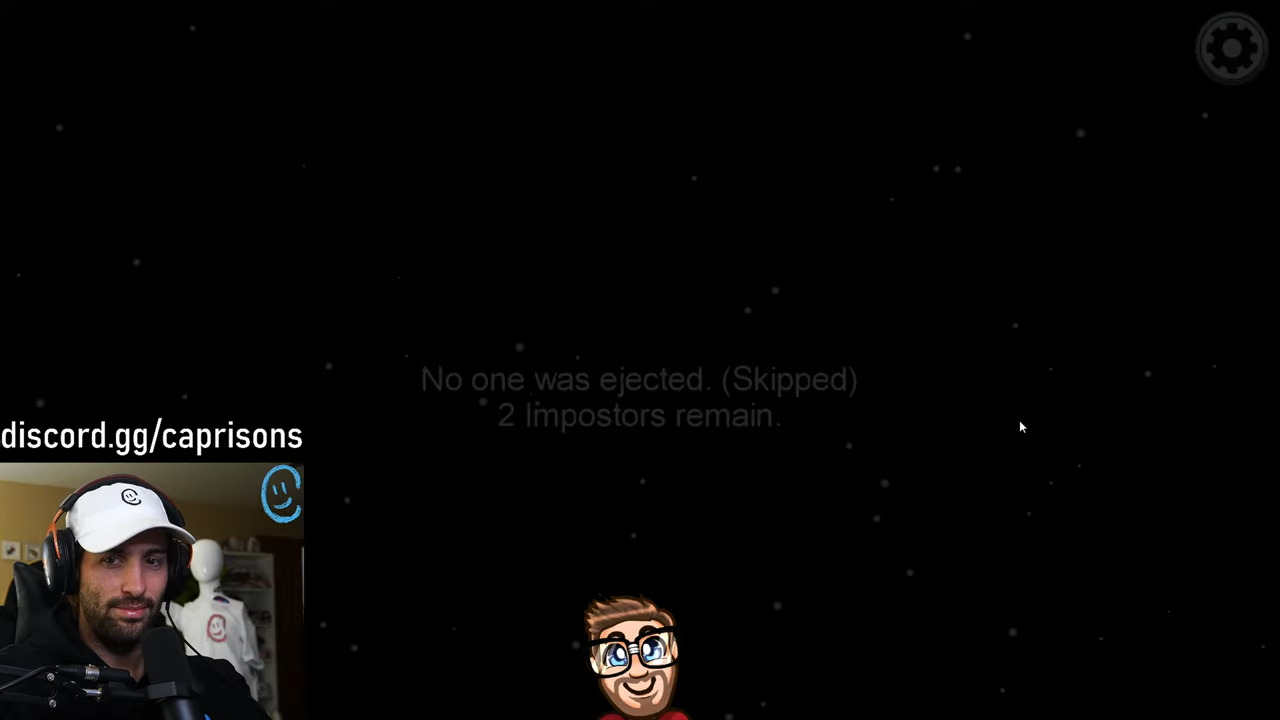 No one was ejected. (Skipped)
2 Impostors remain.
discord.gg/caprisons